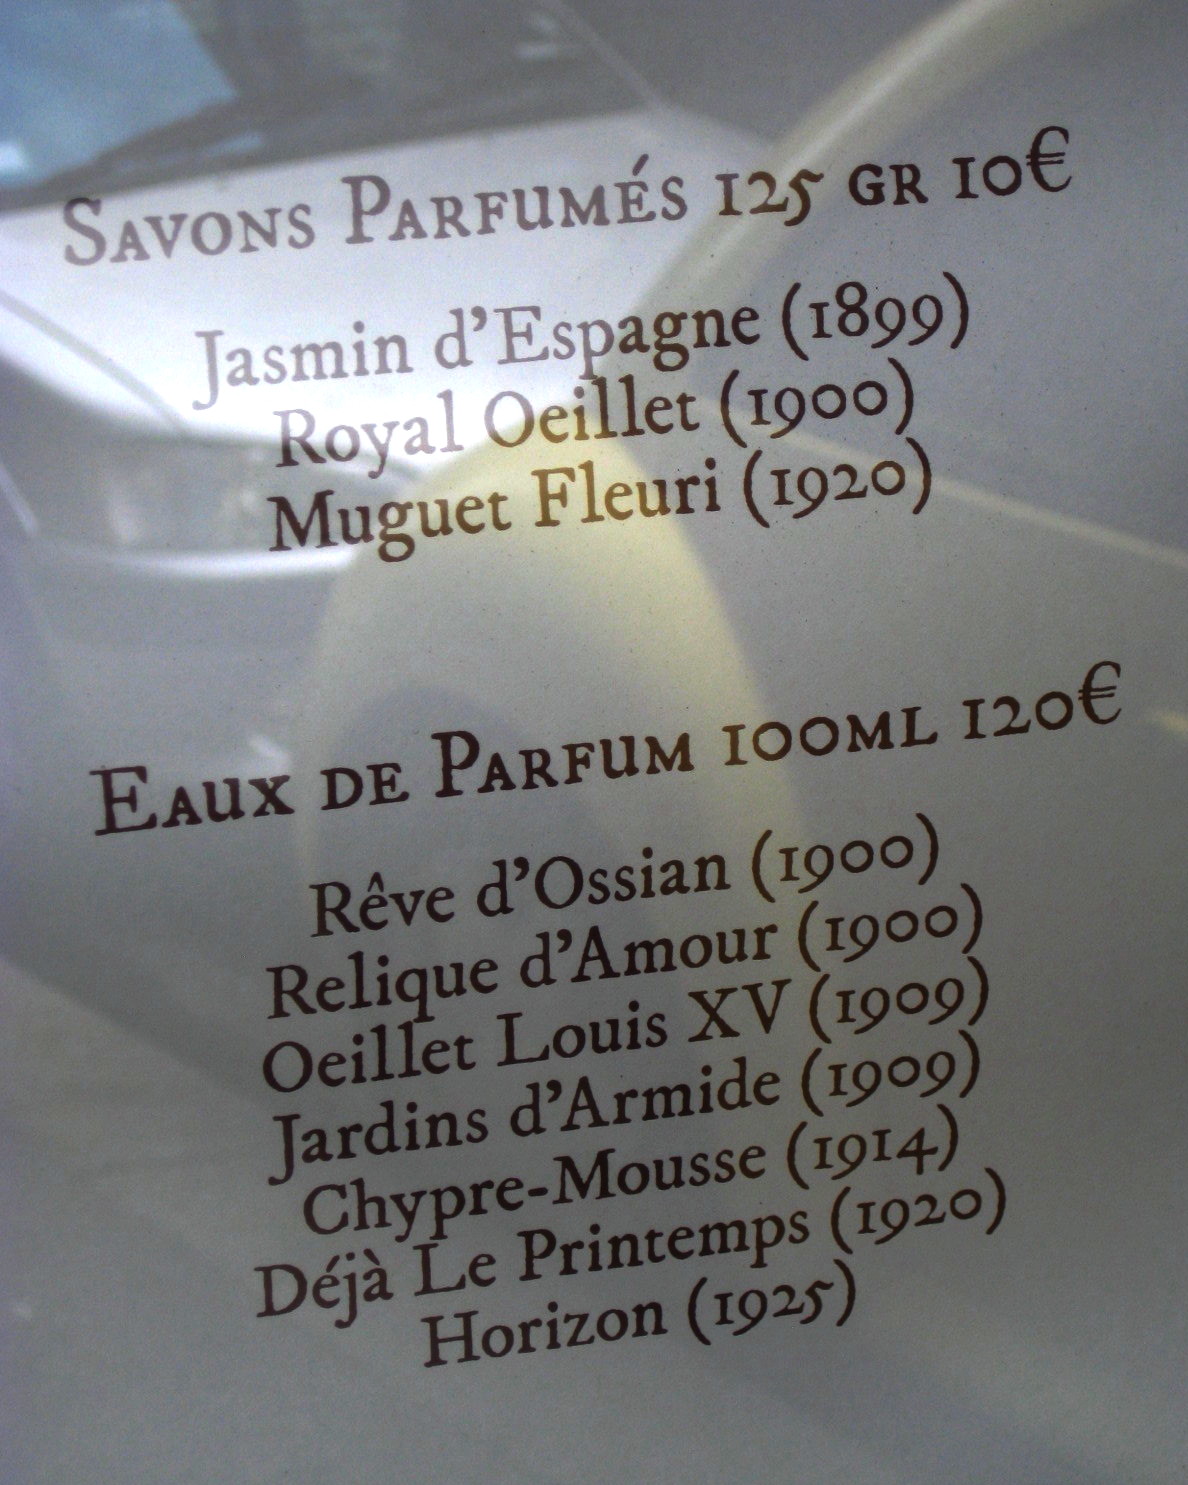 Savons Parfumés 125 gr 10€
Jasmin d'Espagne (1899)
Royal Oeillet (1900)
Muguet Fleuri (1920)
Eaux de Parfum 100ml 120€
Rêve d'Ossian (1900)
Relique d'Amour (1900)
Oeillet Louis XV (1909)
Jardins d'Armide (1909)
Chypre-Mousse (1914)
Déjà Le Printemps (1920)
Horizon (1925)